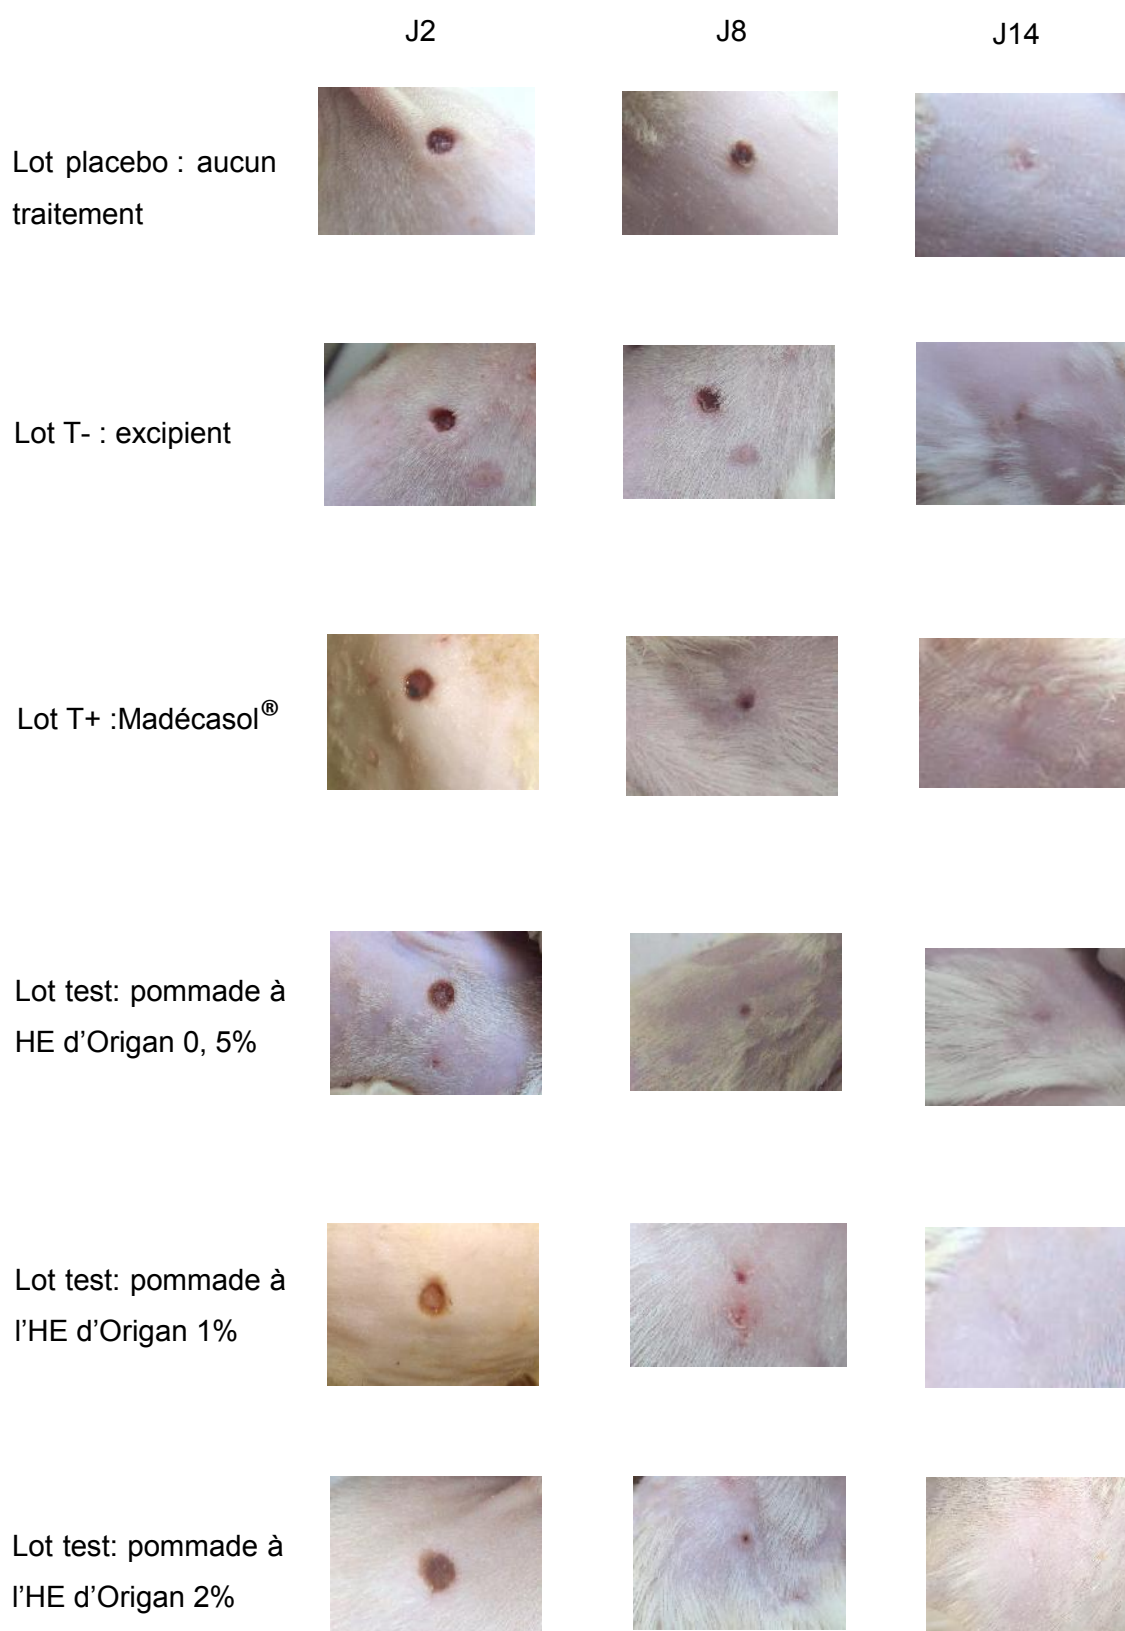 J2 J8 J14
Lot placebo : aucun
traitement
Lot T- : excipient
Lot T+ :Madécasol®
Lot test: pommade à
HE d’Origan 0, 5%
Lot test: pommade à
l’HE d’Origan 1%
Lot test: pommade à
l’HE d’Origan 2%